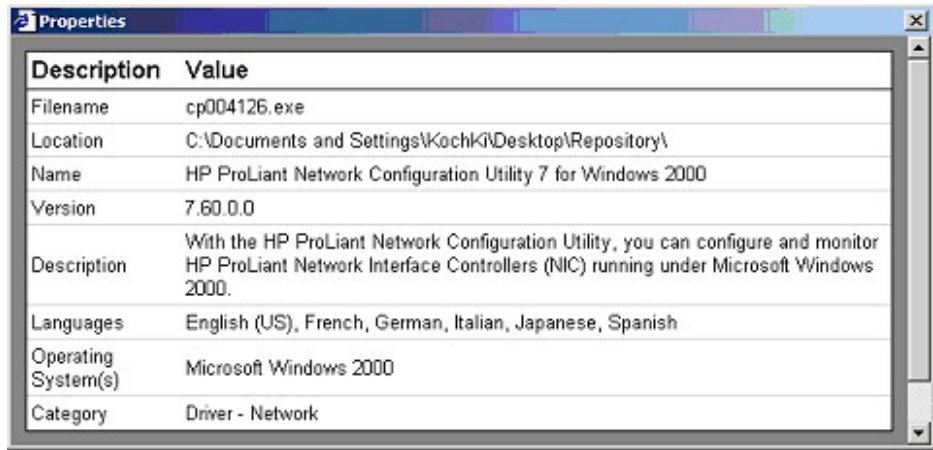 Properties
Description Value
Filename cp004126.exe
Location C:\Documents and Settings\KochKi\Desktop\Repository\
Name HP ProLiant Network Configuration Utility 7 for Windows 2000
Version 7.60.0.0
Description With the HP ProLiant Network Configuration Utility, you can configure and monitor
HP ProLiant Network Interface Controllers (NIC) running under Microsoft Windows
2000.
Languages English (US), French, German, Italian, Japanese, Spanish
Operating
System(s) Microsoft Windows 2000
Category Driver - Network